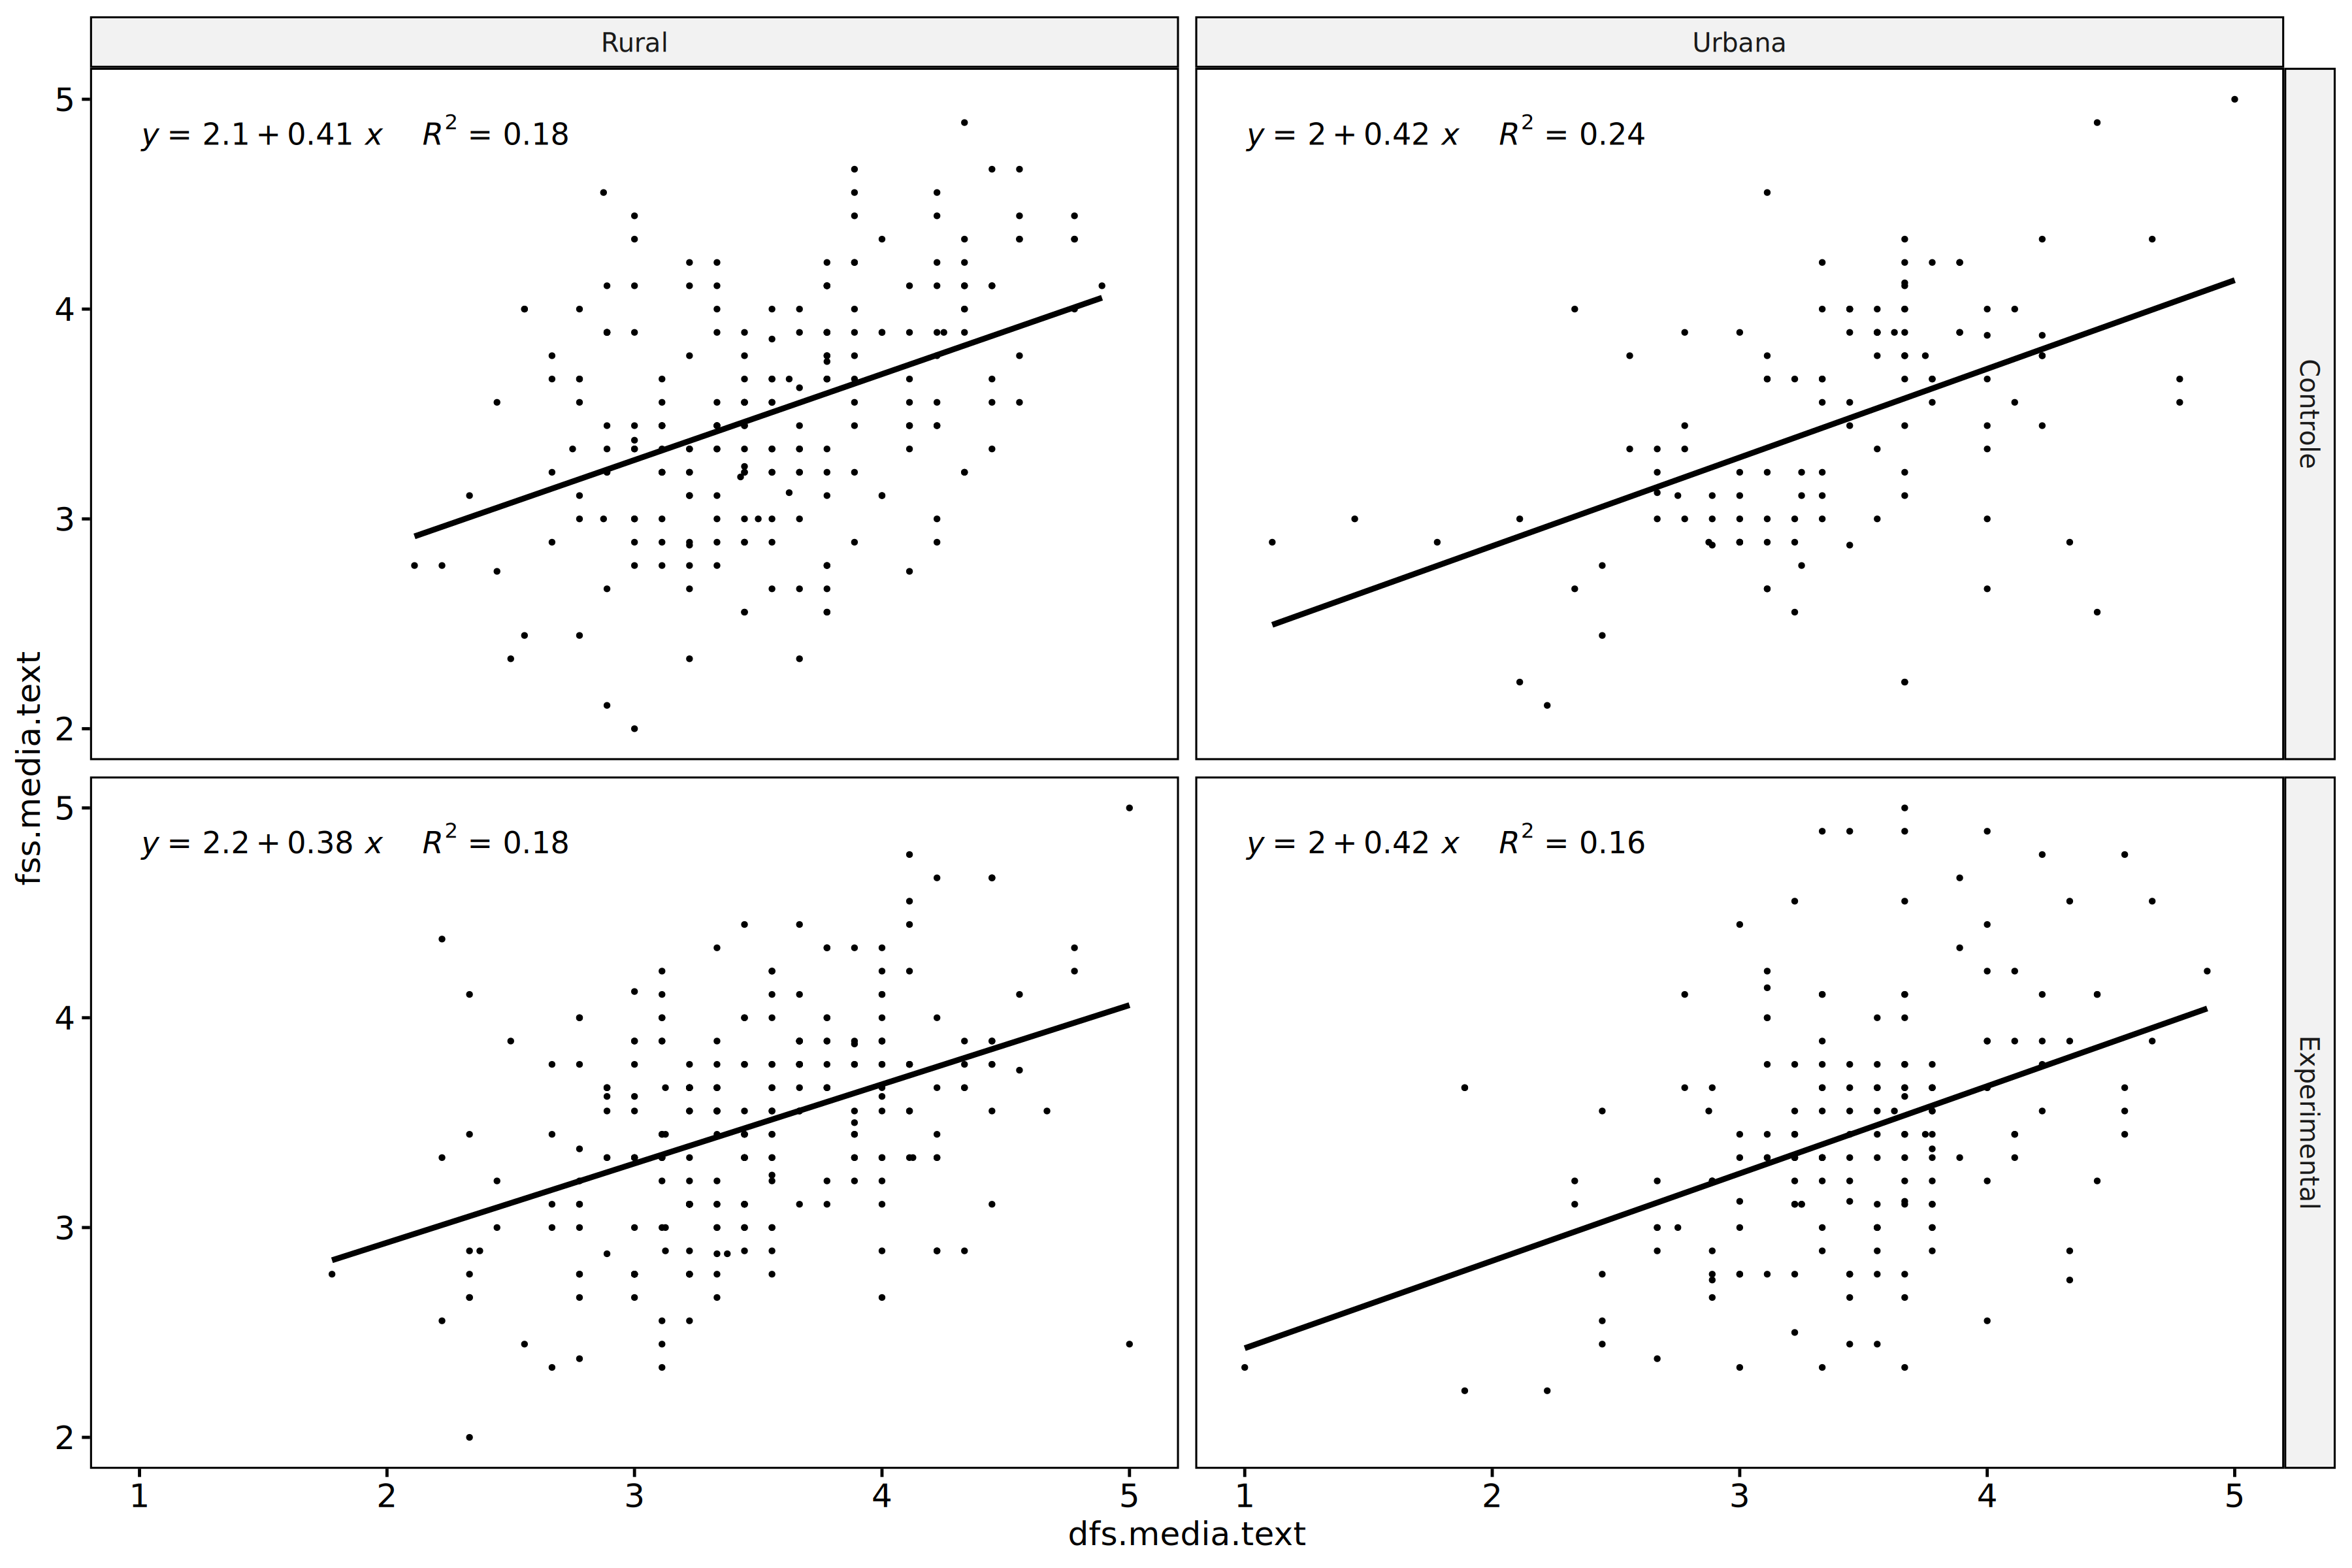 Rural
Urbana
5
y = 2.1 + 0.41 x R² = 0.18
y = 2 + 0.42 x R² = 0.24
4
3
2
Controle
fss.media.text
5
y = 2.2 + 0.38 x R² = 0.18
y = 2 + 0.42 x R² = 0.16
4
3
2
Experimental
1 2 3 4 5
1 2 3 4 5
dfs.media.text